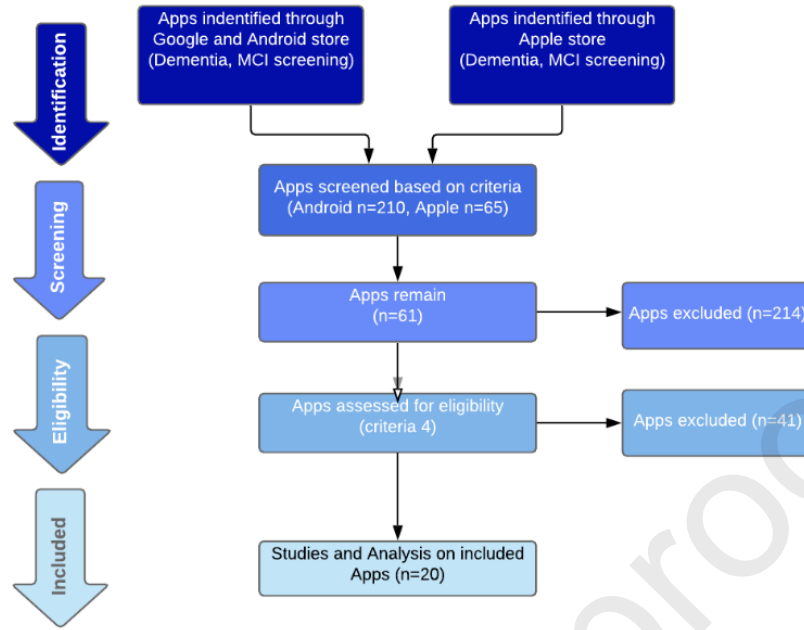 Identification
Apps indentified through
Google and Android store
(Dementia, MCI screening)
Apps indentified through
Apple store
(Dementia, MCI screening)
Apps screened based on criteria
(Android n=210, Apple n=65)
Screening
Apps remain
(n=61)
Apps excluded (n=214)
Eligibility
Apps assessed for eligibility
(criteria 4)
Apps excluded (n=41)
Included
Studies and Analysis on included
Apps (n=20)